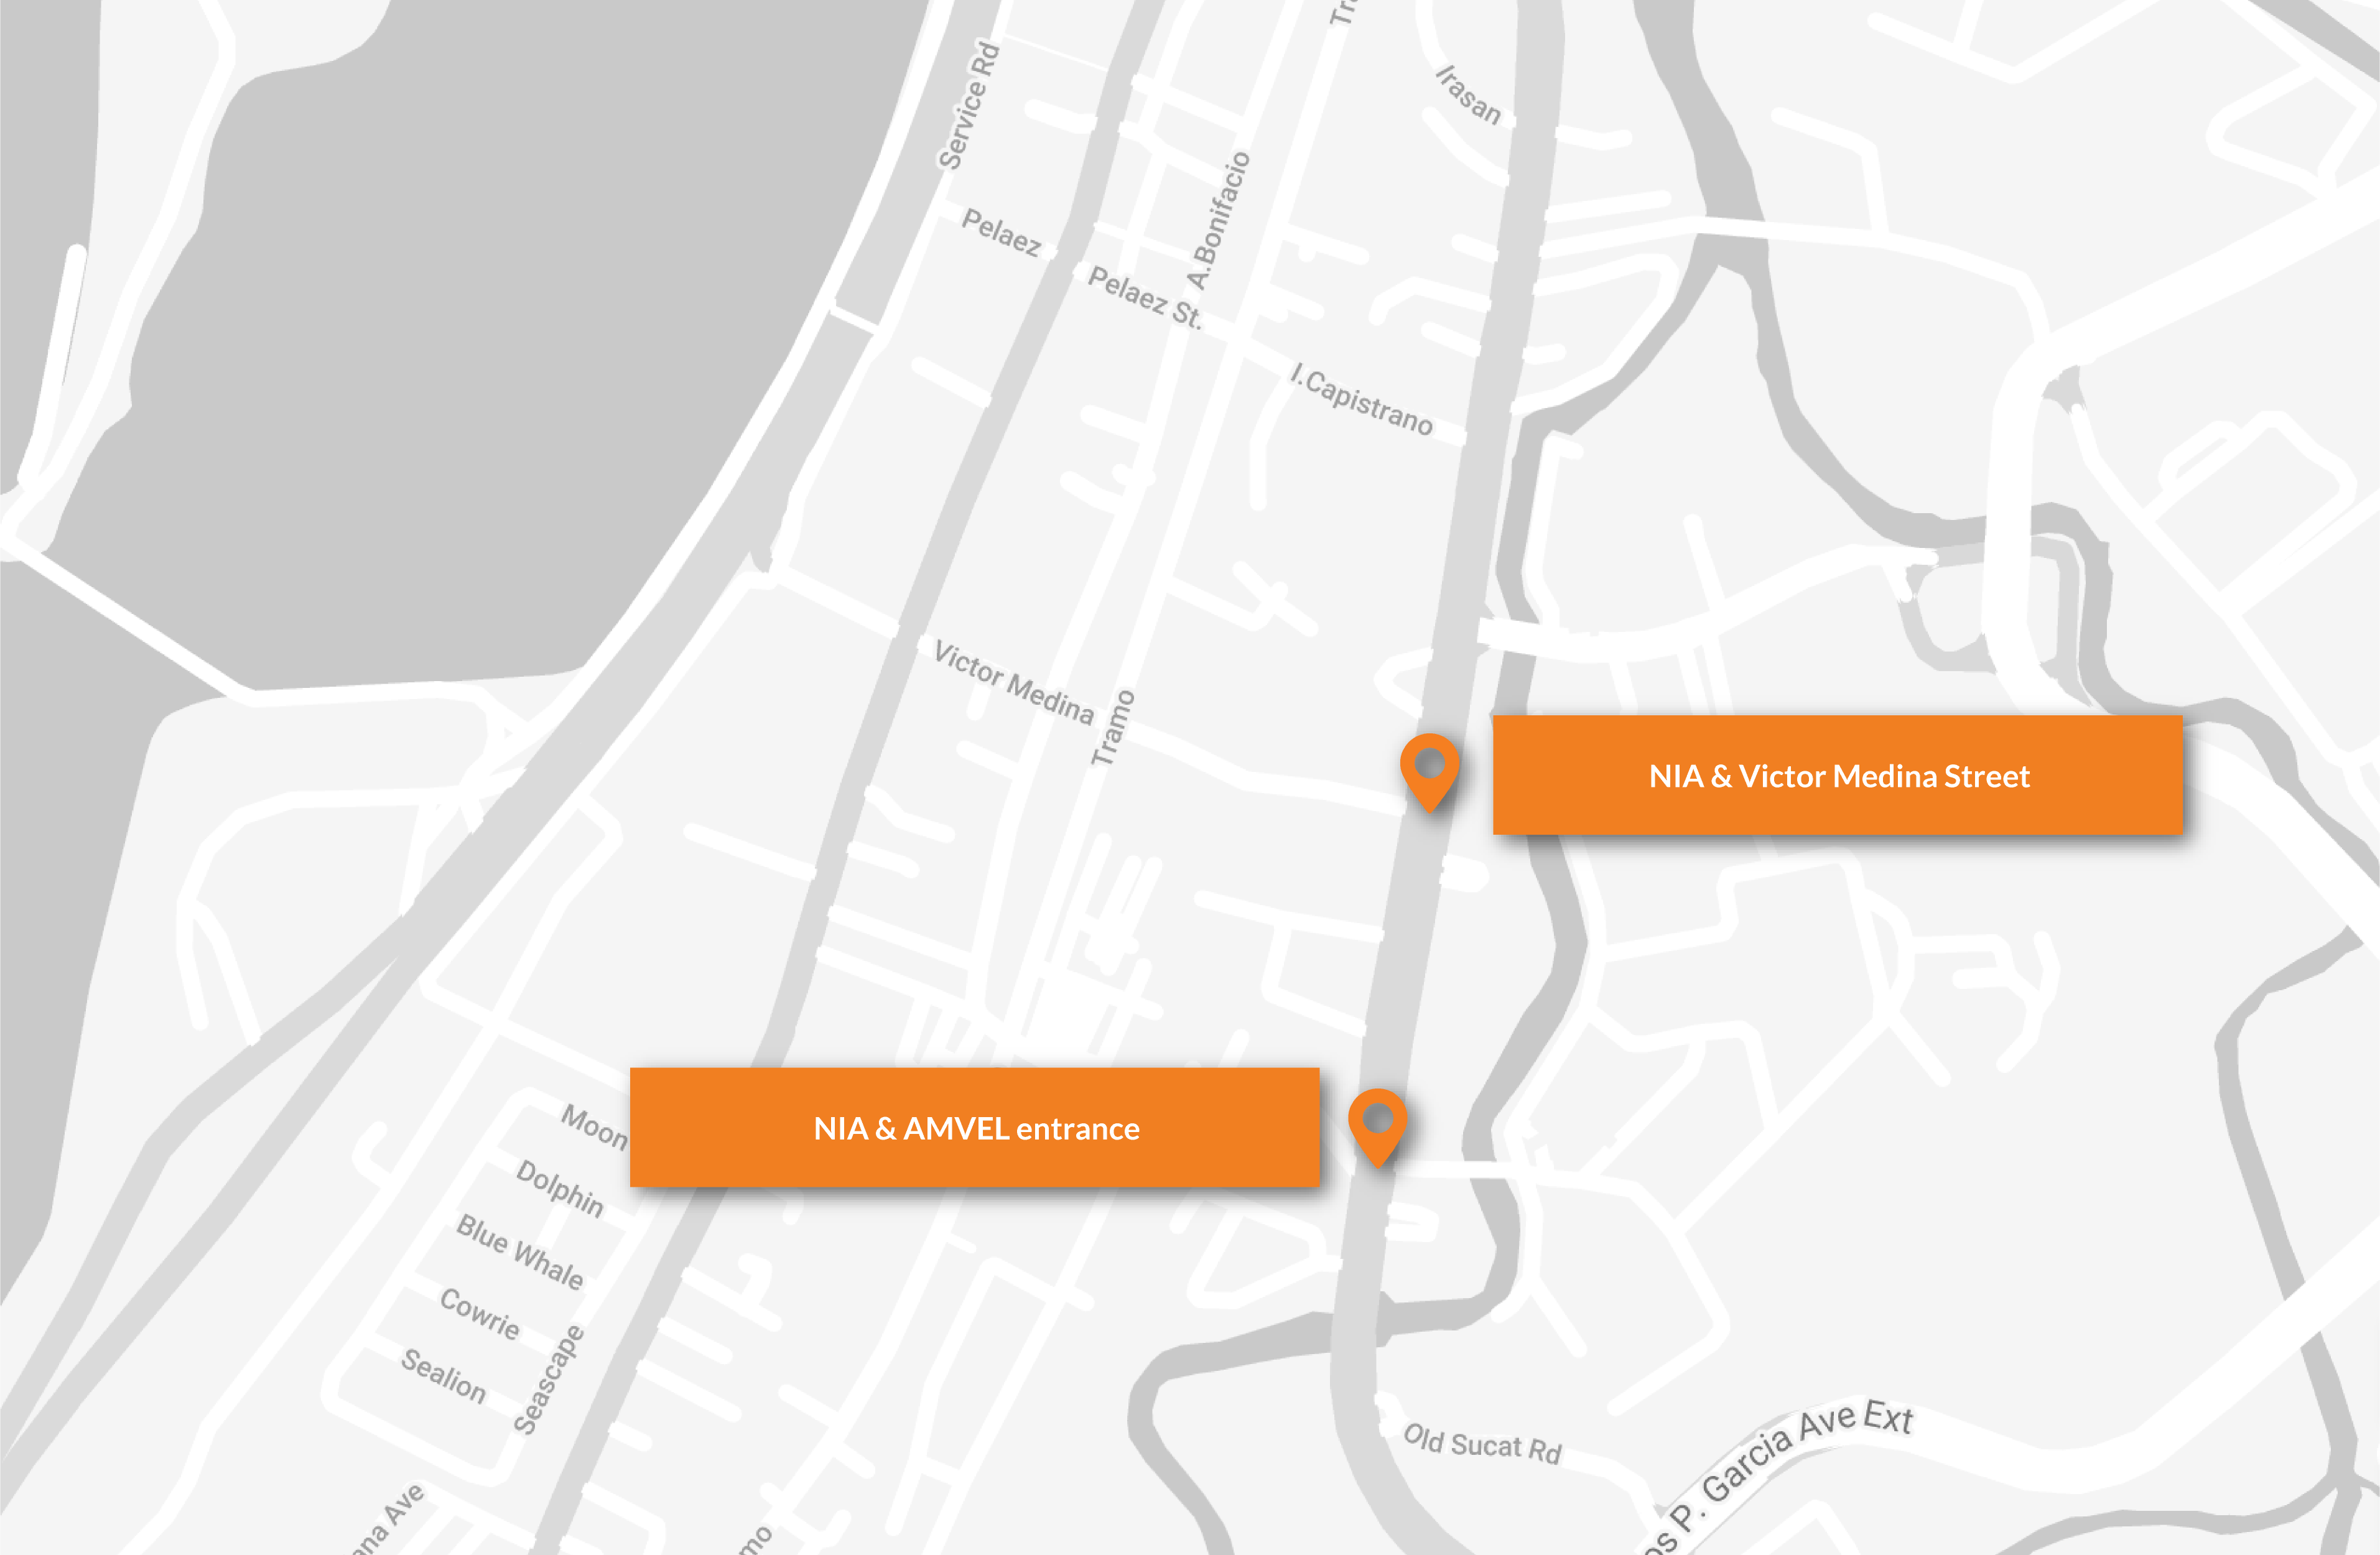 Irasan
Service Rd
A.Bonifacio
Pelaez
Pelaez St.
I.Capistrano
Victor Medina
Tramo
NIA & Victor Medina Street
NIA & AMVEL entrance
Moon
Dolphin
Blue Whale
Cowrie
Sealion
Seascape
Old Sucat Rd
P. Garcia Ave Ext
Ave